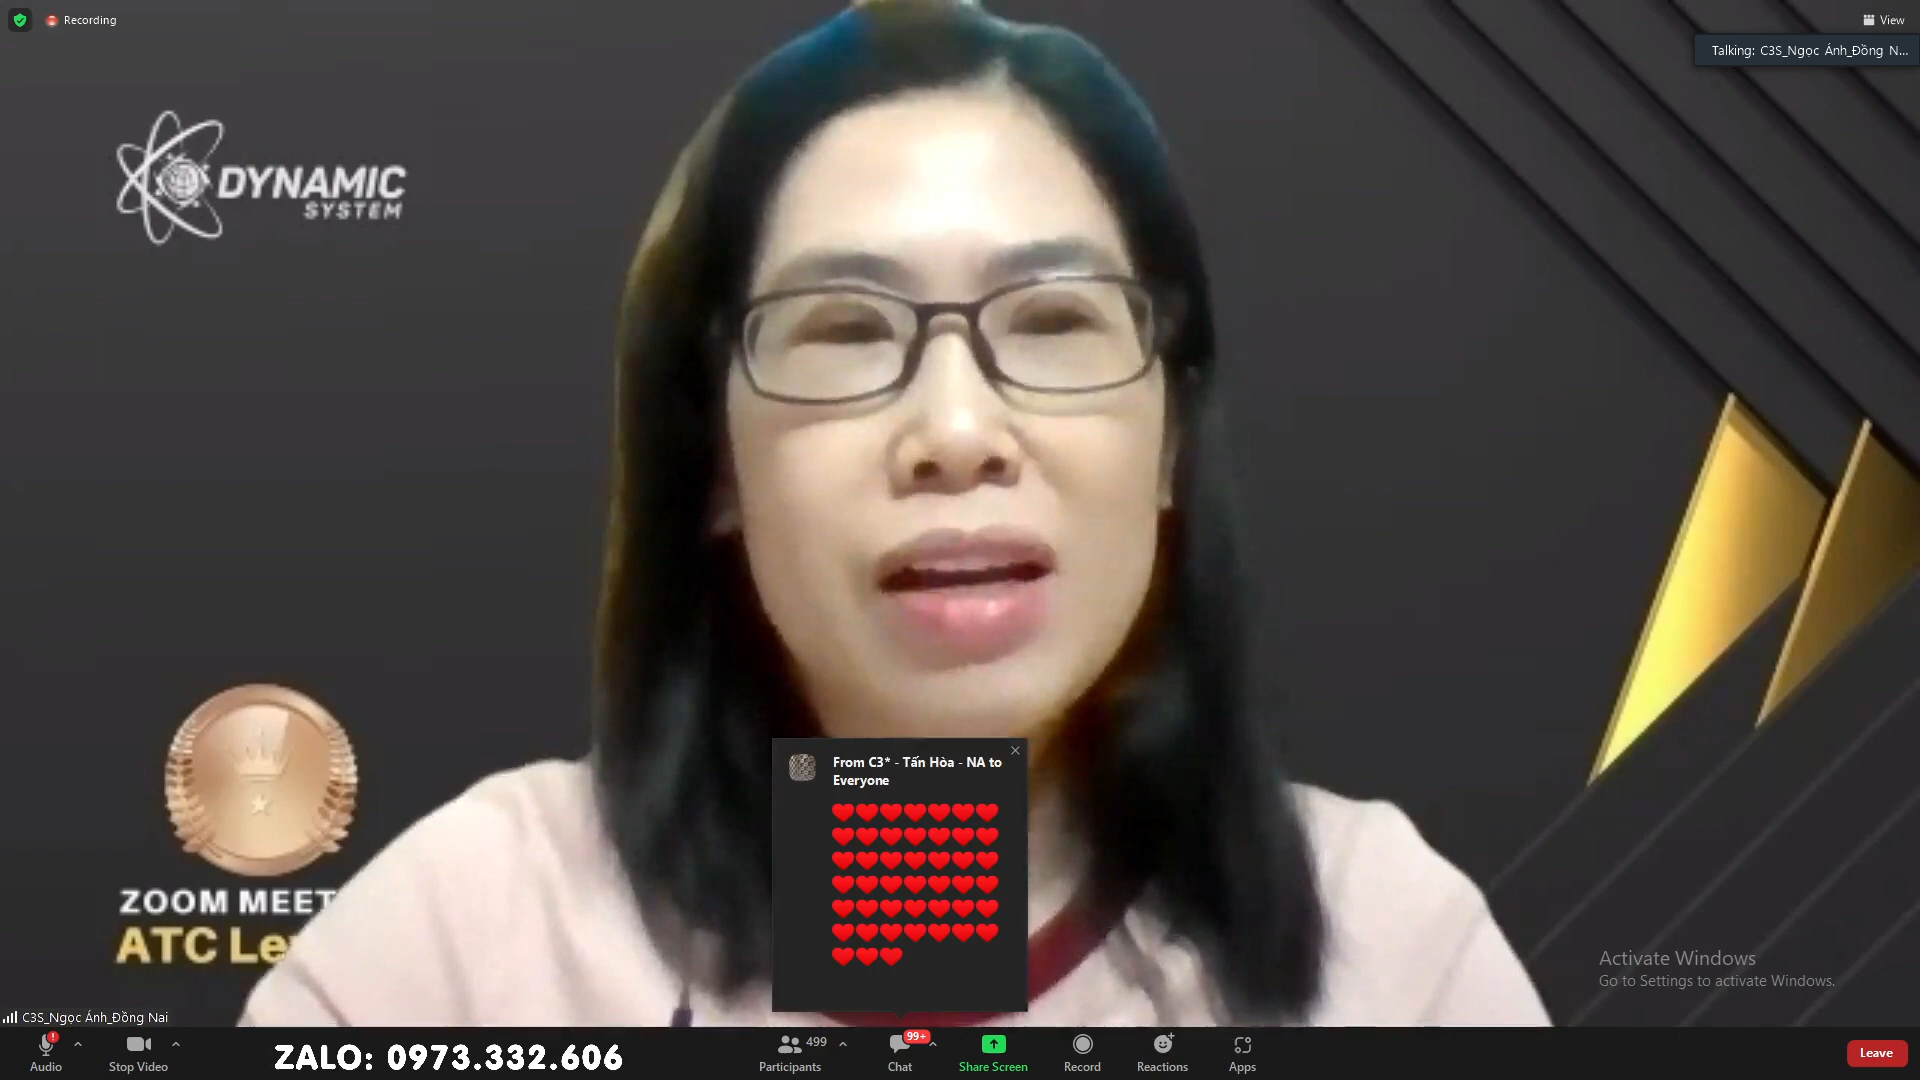 Recording
View
Talking: C3S_Ngọc Ánh_Đồng N...
DYNAMIC
SYSTEM
From C3* - Tấn Hòa - NA to
Everyone
ZOOM MEET
ATC Le
Activate Windows
Go to Settings to activate Windows.
C3S_Ngọc Ánh_Đồng Nai
499
99+
Audio
Stop Video
ZALO: 0973.332.606
Participants
Chat
Share Screen
Record
Reactions
Apps
Leave